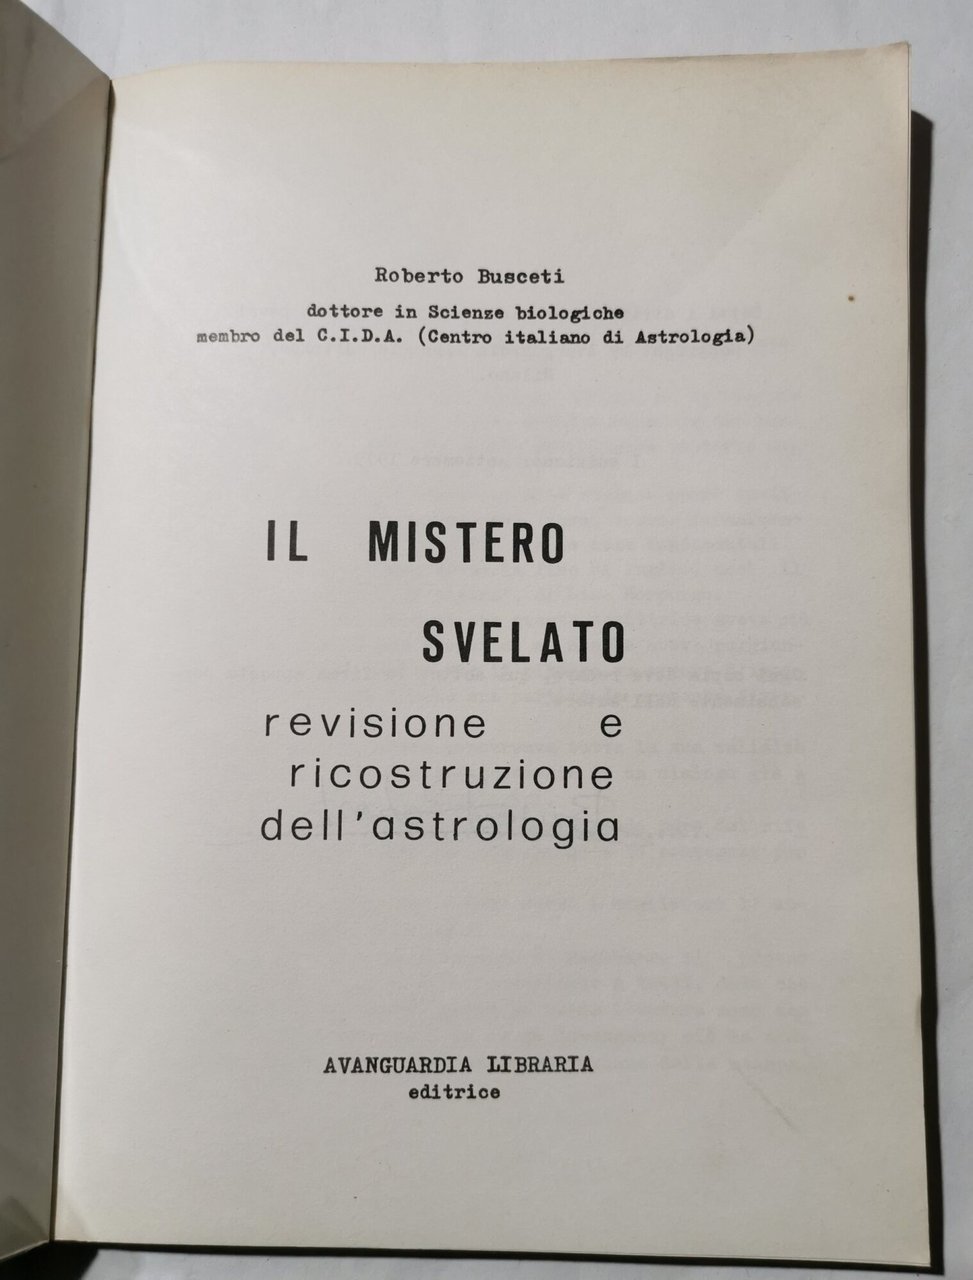 Roberto Busceti
dottore in Scienze biologiche
membro del C.I.D.A. (Centro italiano di Astrologia)
IL MISTERO
SVELATO
revisione e
ricostruzione
dell'astrologia
AVANGUARDIA LIBRARIA
editrice